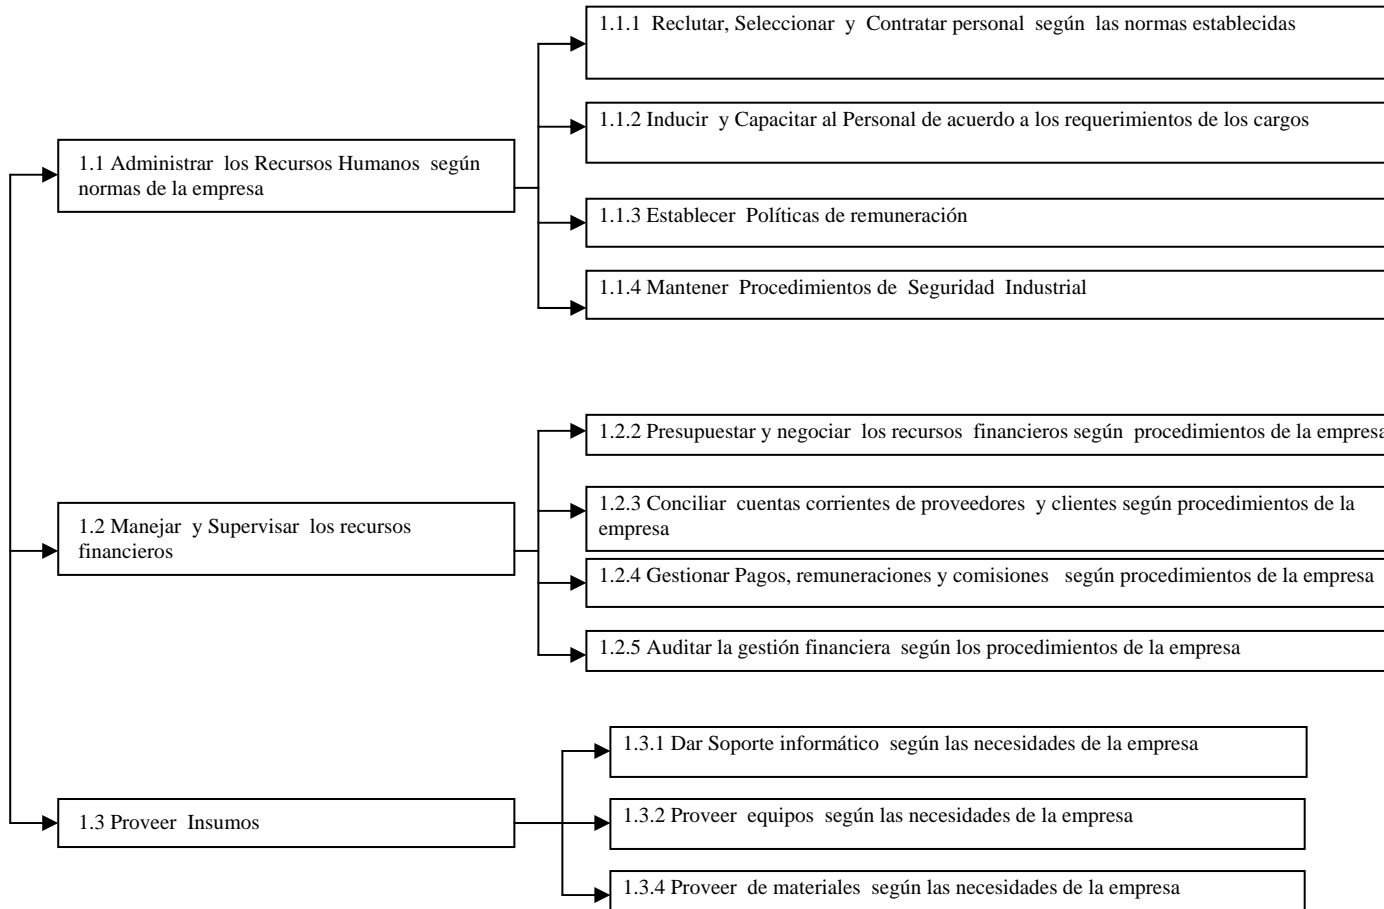 1.1.1 Reclutar, Seleccionar y Contratar personal según las normas establecidas
1.1.2 Inducir y Capacitar al Personal de acuerdo a los requerimientos de los cargos
1.1 Administrar los Recursos Humanos según
normas de la empresa
1.1.3 Establecer Políticas de remuneración
1.1.4 Mantener Procedimientos de Seguridad Industrial
1.2.2 Presupuestar y negociar los recursos financieros según procedimientos de la empresa
1.2.3 Conciliar cuentas corrientes de proveedores y clientes según procedimientos de la
empresa
1.2 Manejar y Supervisar los recursos
financieros
1.2.4 Gestionar Pagos, remuneraciones y comisiones según procedimientos de la empresa
1.2.5 Auditar la gestión financiera según los procedimientos de la empresa
1.3.1 Dar Soporte informático según las necesidades de la empresa
1.3 Proveer Insumos
1.3.2 Proveer equipos según las necesidades de la empresa
1.3.4 Proveer de materiales según las necesidades de la empresa